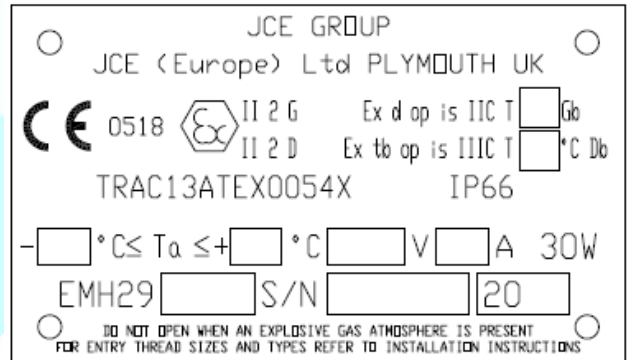 JCE GROUP
JCE (Europe) Ltd PLYMOUTH UK
CE 0518 Ex II 2 G Ex d op is IIC T Gb
II 2 D Ex tb op is IIIC T °C Db
TRAC13ATEX0054X IP66
- °C≤ Ta ≤+ °C V A 30W
EMH29 S/N 20
DO NOT OPEN WHEN AN EXPLOSIVE GAS ATMOSPHERE IS PRESENT
FOR ENTRY THREAD SIZES AND TYPES REFER TO INSTALLATION INSTRUCTIONS